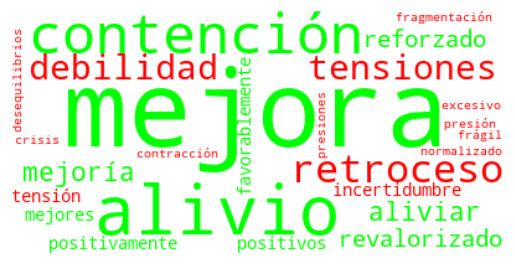 fragmentación
contención
reforzado
desequilibrios
debilidad
tensiones
favorablemente
mejora
excesivo
presiones
presión
crisis
frágil
contracción
normalizado
mejoría
retroceso
tensión
incertidumbre
alivio
mejores
aliviar
positivamente
positivos
revalorizado